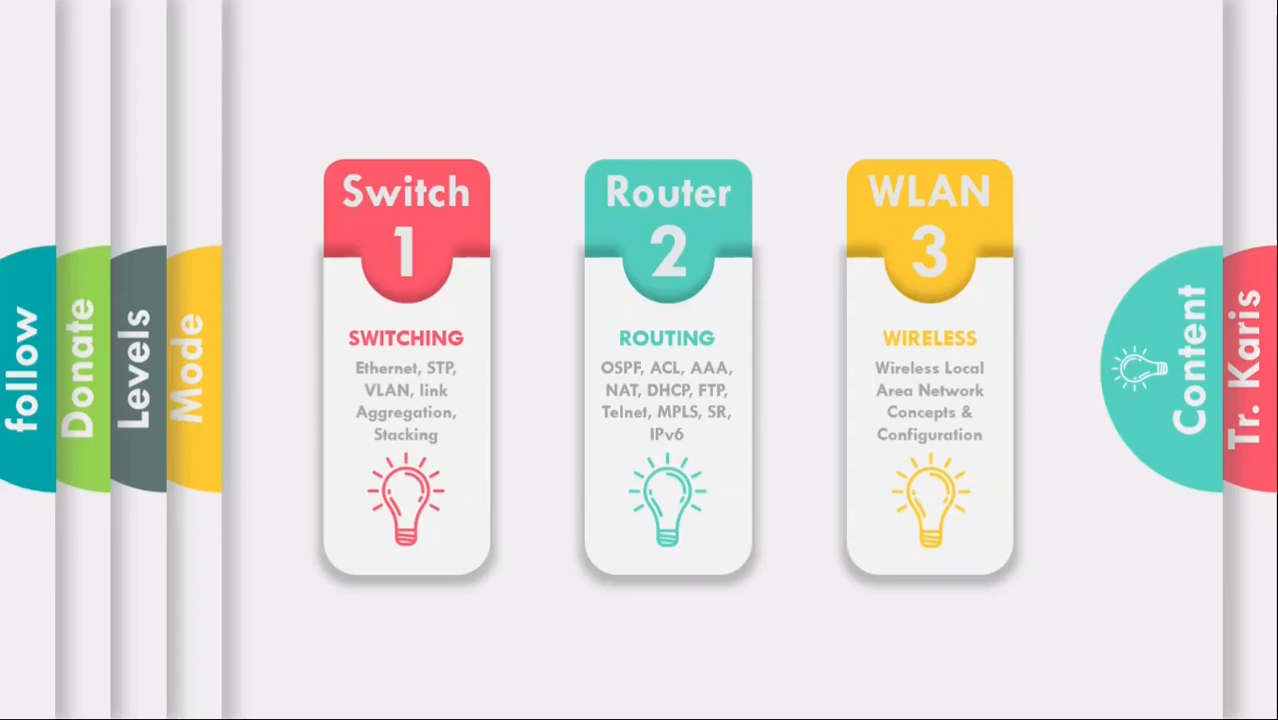 follow
Donate
Levels
Mode
Switch
1
SWITCHING
Ethernet, STP,
VLAN, link
Aggregation,
Stacking
Router
2
ROUTING
OSPF, ACL, AAA,
NAT, DHCP, FTP,
Telnet, MPLS, SR,
IPv6
WLAN
3
WIRELESS
Wireless Local
Area Network
Concepts &
Configuration
Content
Tr. Karis